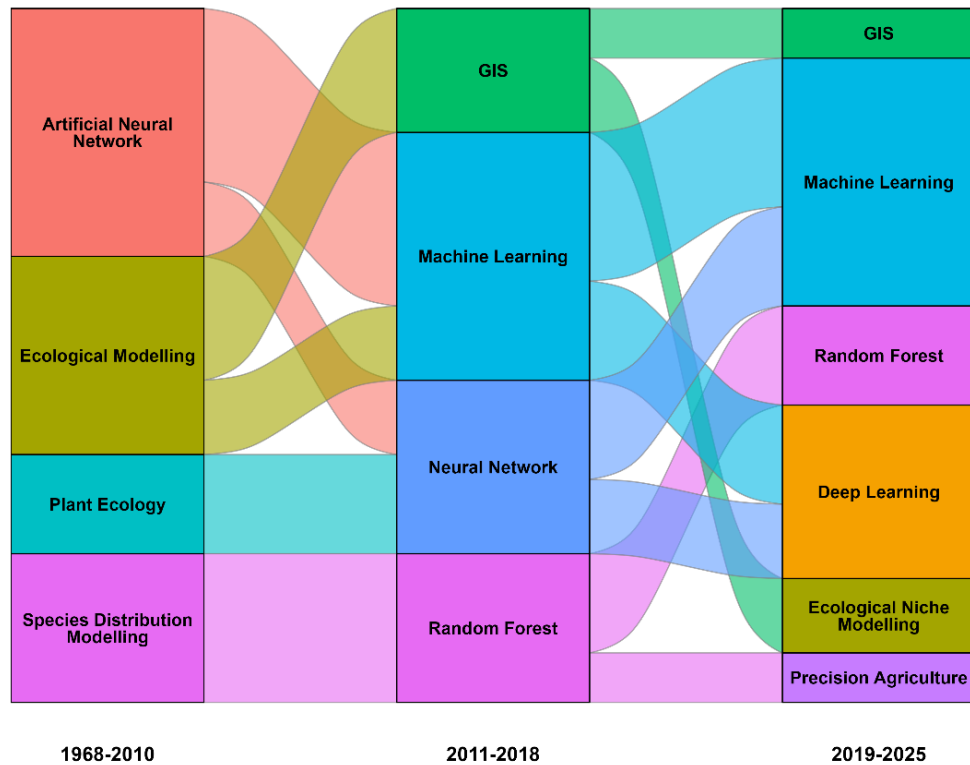 Artificial Neural
Network
Ecological Modelling
Plant Ecology
Species Distribution
Modelling
GIS
Machine Learning
Neural Network
Random Forest
GIS
Machine Learning
Random Forest
Deep Learning
Ecological Niche
Modelling
Precision Agriculture
1968-2010
2011-2018
2019-2025